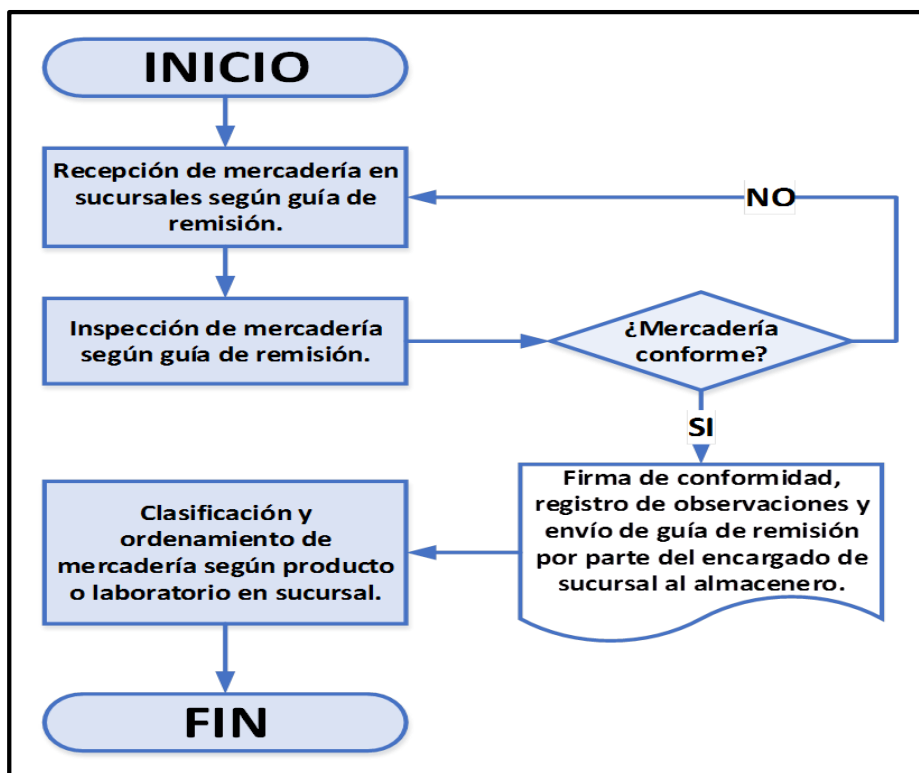 INICIO
Recepción de mercadería en
sucursales según guía de
remisión.
NO
Inspección de mercadería
según guía de remisión.
¿Mercadería
conforme?
SI
Firma de conformidad,
registro de observaciones y
envío de guía de remisión
por parte del encargado de
sucursal al almacenero.
Clasificación y
ordenamiento de
mercadería según producto
o laboratorio en sucursal.
FIN